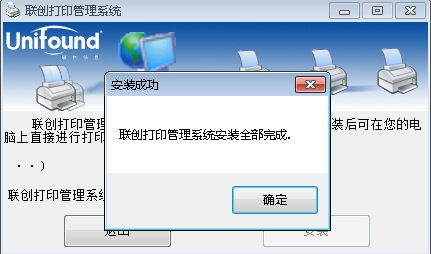 联创打印管理系统
Unifound
安装成功
联创打印管理系统安装全部完成.
确定
联创打印管理
装后可在您的电
脑上直接进行打印
..)
联创打印管理系统
退出
安装